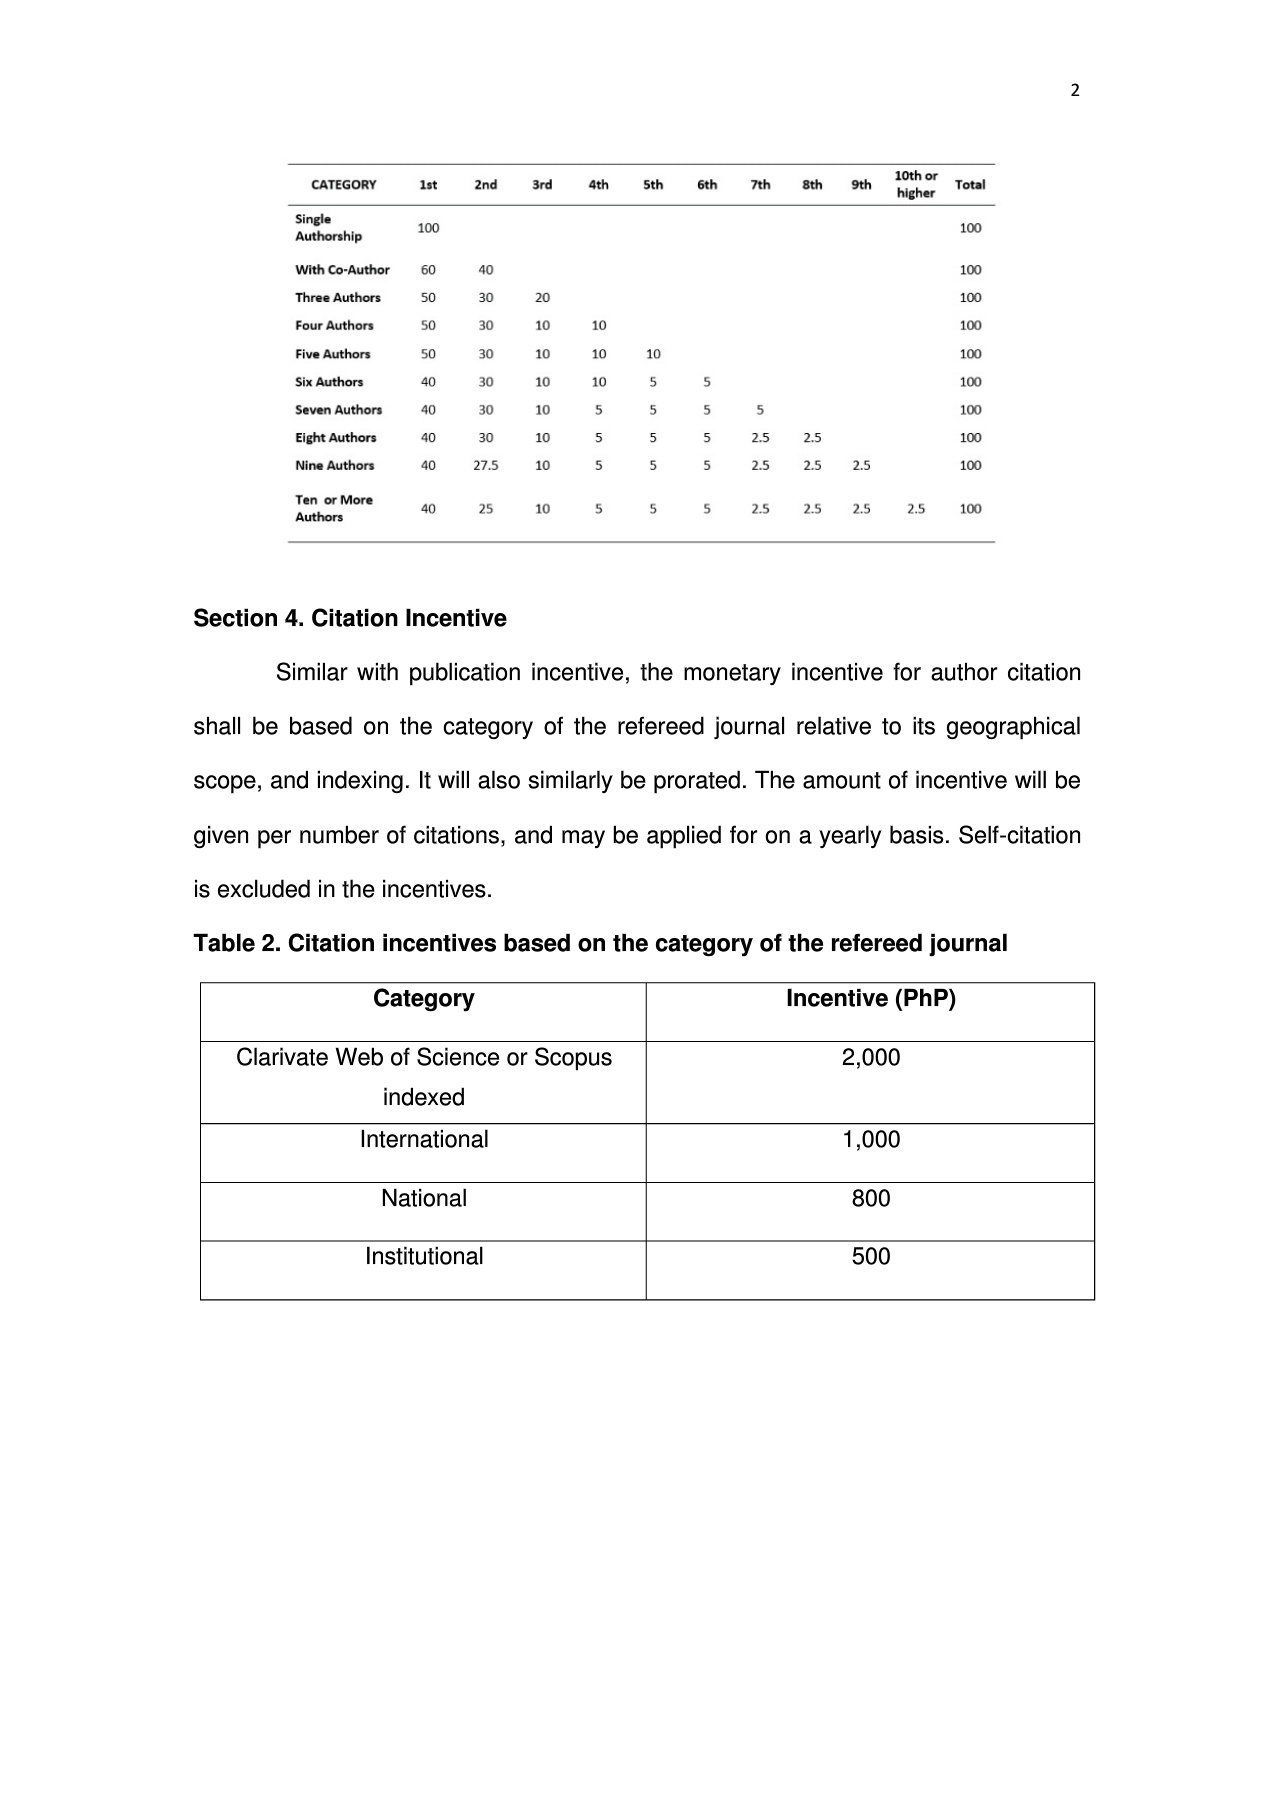 2
CATEGORY 1st 2nd 3rd 4th 5th 6th 7th 8th 9th 10th or higher Total
Single Authorship 100 100
With Co-Author 60 40 100
Three Authors 50 30 20 100
Four Authors 50 30 10 10 100
Five Authors 50 30 10 10 10 100
Six Authors 40 30 10 10 5 5 100
Seven Authors 40 30 10 5 5 5 5 100
Eight Authors 40 30 10 5 5 5 2.5 2.5 100
Nine Authors 40 27.5 10 5 5 5 2.5 2.5 2.5 100
Ten or More Authors 40 25 10 5 5 5 2.5 2.5 2.5 2.5 100
Section 4. Citation Incentive
Similar with publication incentive, the monetary incentive for author citation
shall be based on the category of the refereed journal relative to its geographical
scope, and indexing. It will also similarly be prorated. The amount of incentive will be
given per number of citations, and may be applied for on a yearly basis. Self-citation
is excluded in the incentives.
Table 2. Citation incentives based on the category of the refereed journal
Category Incentive (PhP)
Clarivate Web of Science or Scopus indexed 2,000
International 1,000
National 800
Institutional 500